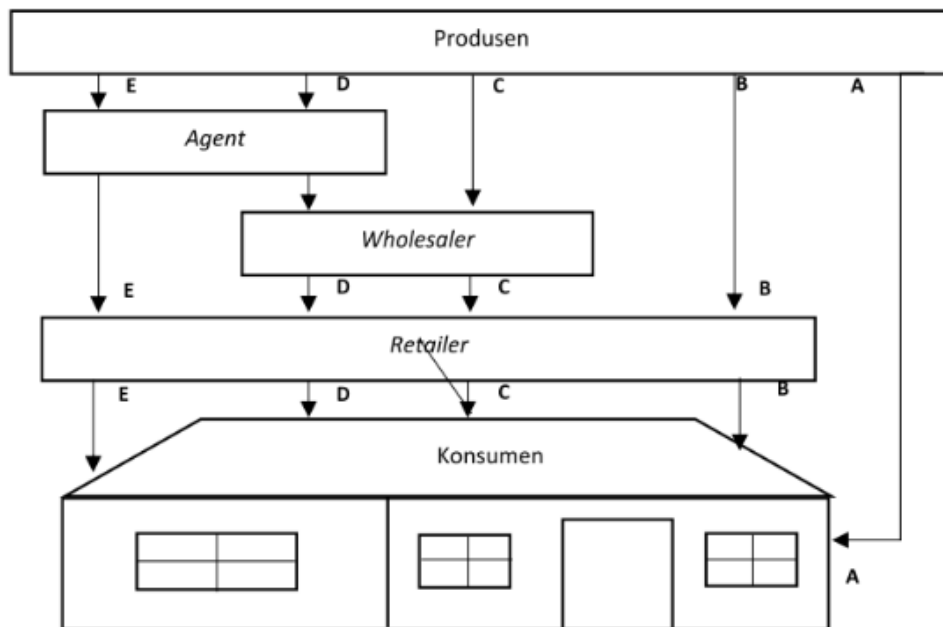 Produsen
E D C B A
Agent
Wholesaler
E D C B
Retailer
E D C B
Konsumen
A